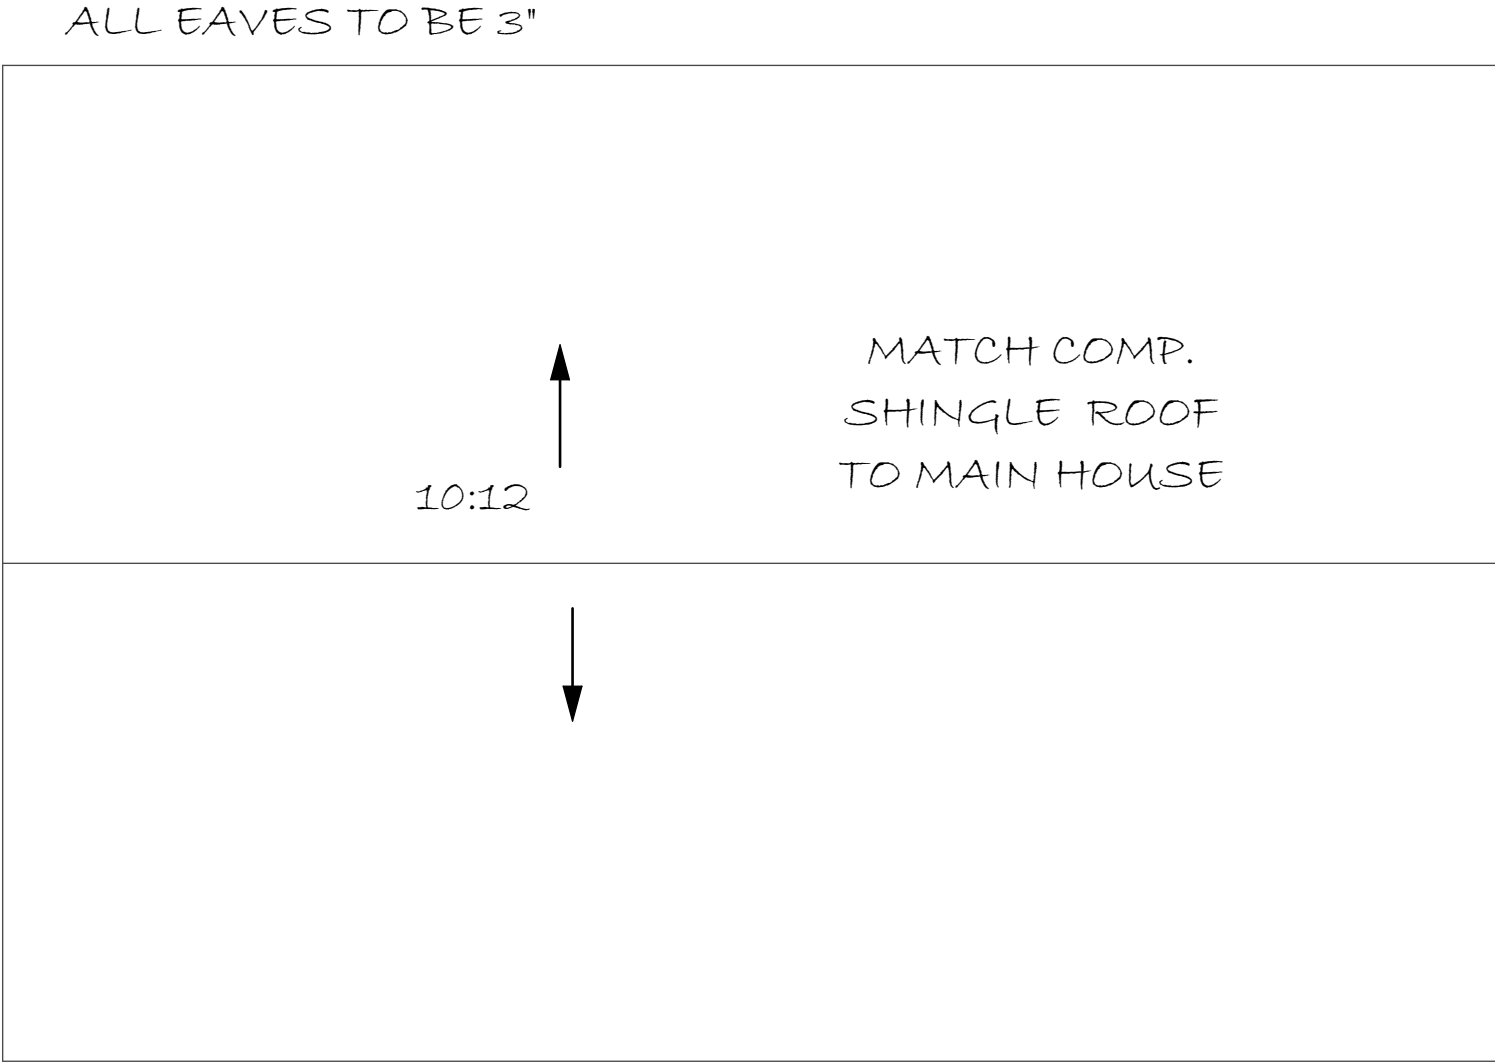 ALL EAVES TO BE 3"
MATCH COMP.
SHINGLE ROOF
TO MAIN HOUSE
10:12